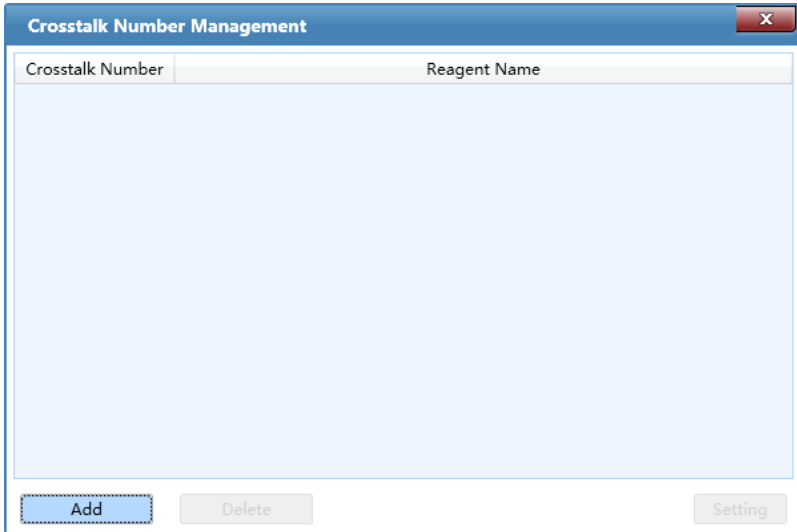 Crosstalk Number Management
x
Crosstalk Number Reagent Name
Add Delete Setting